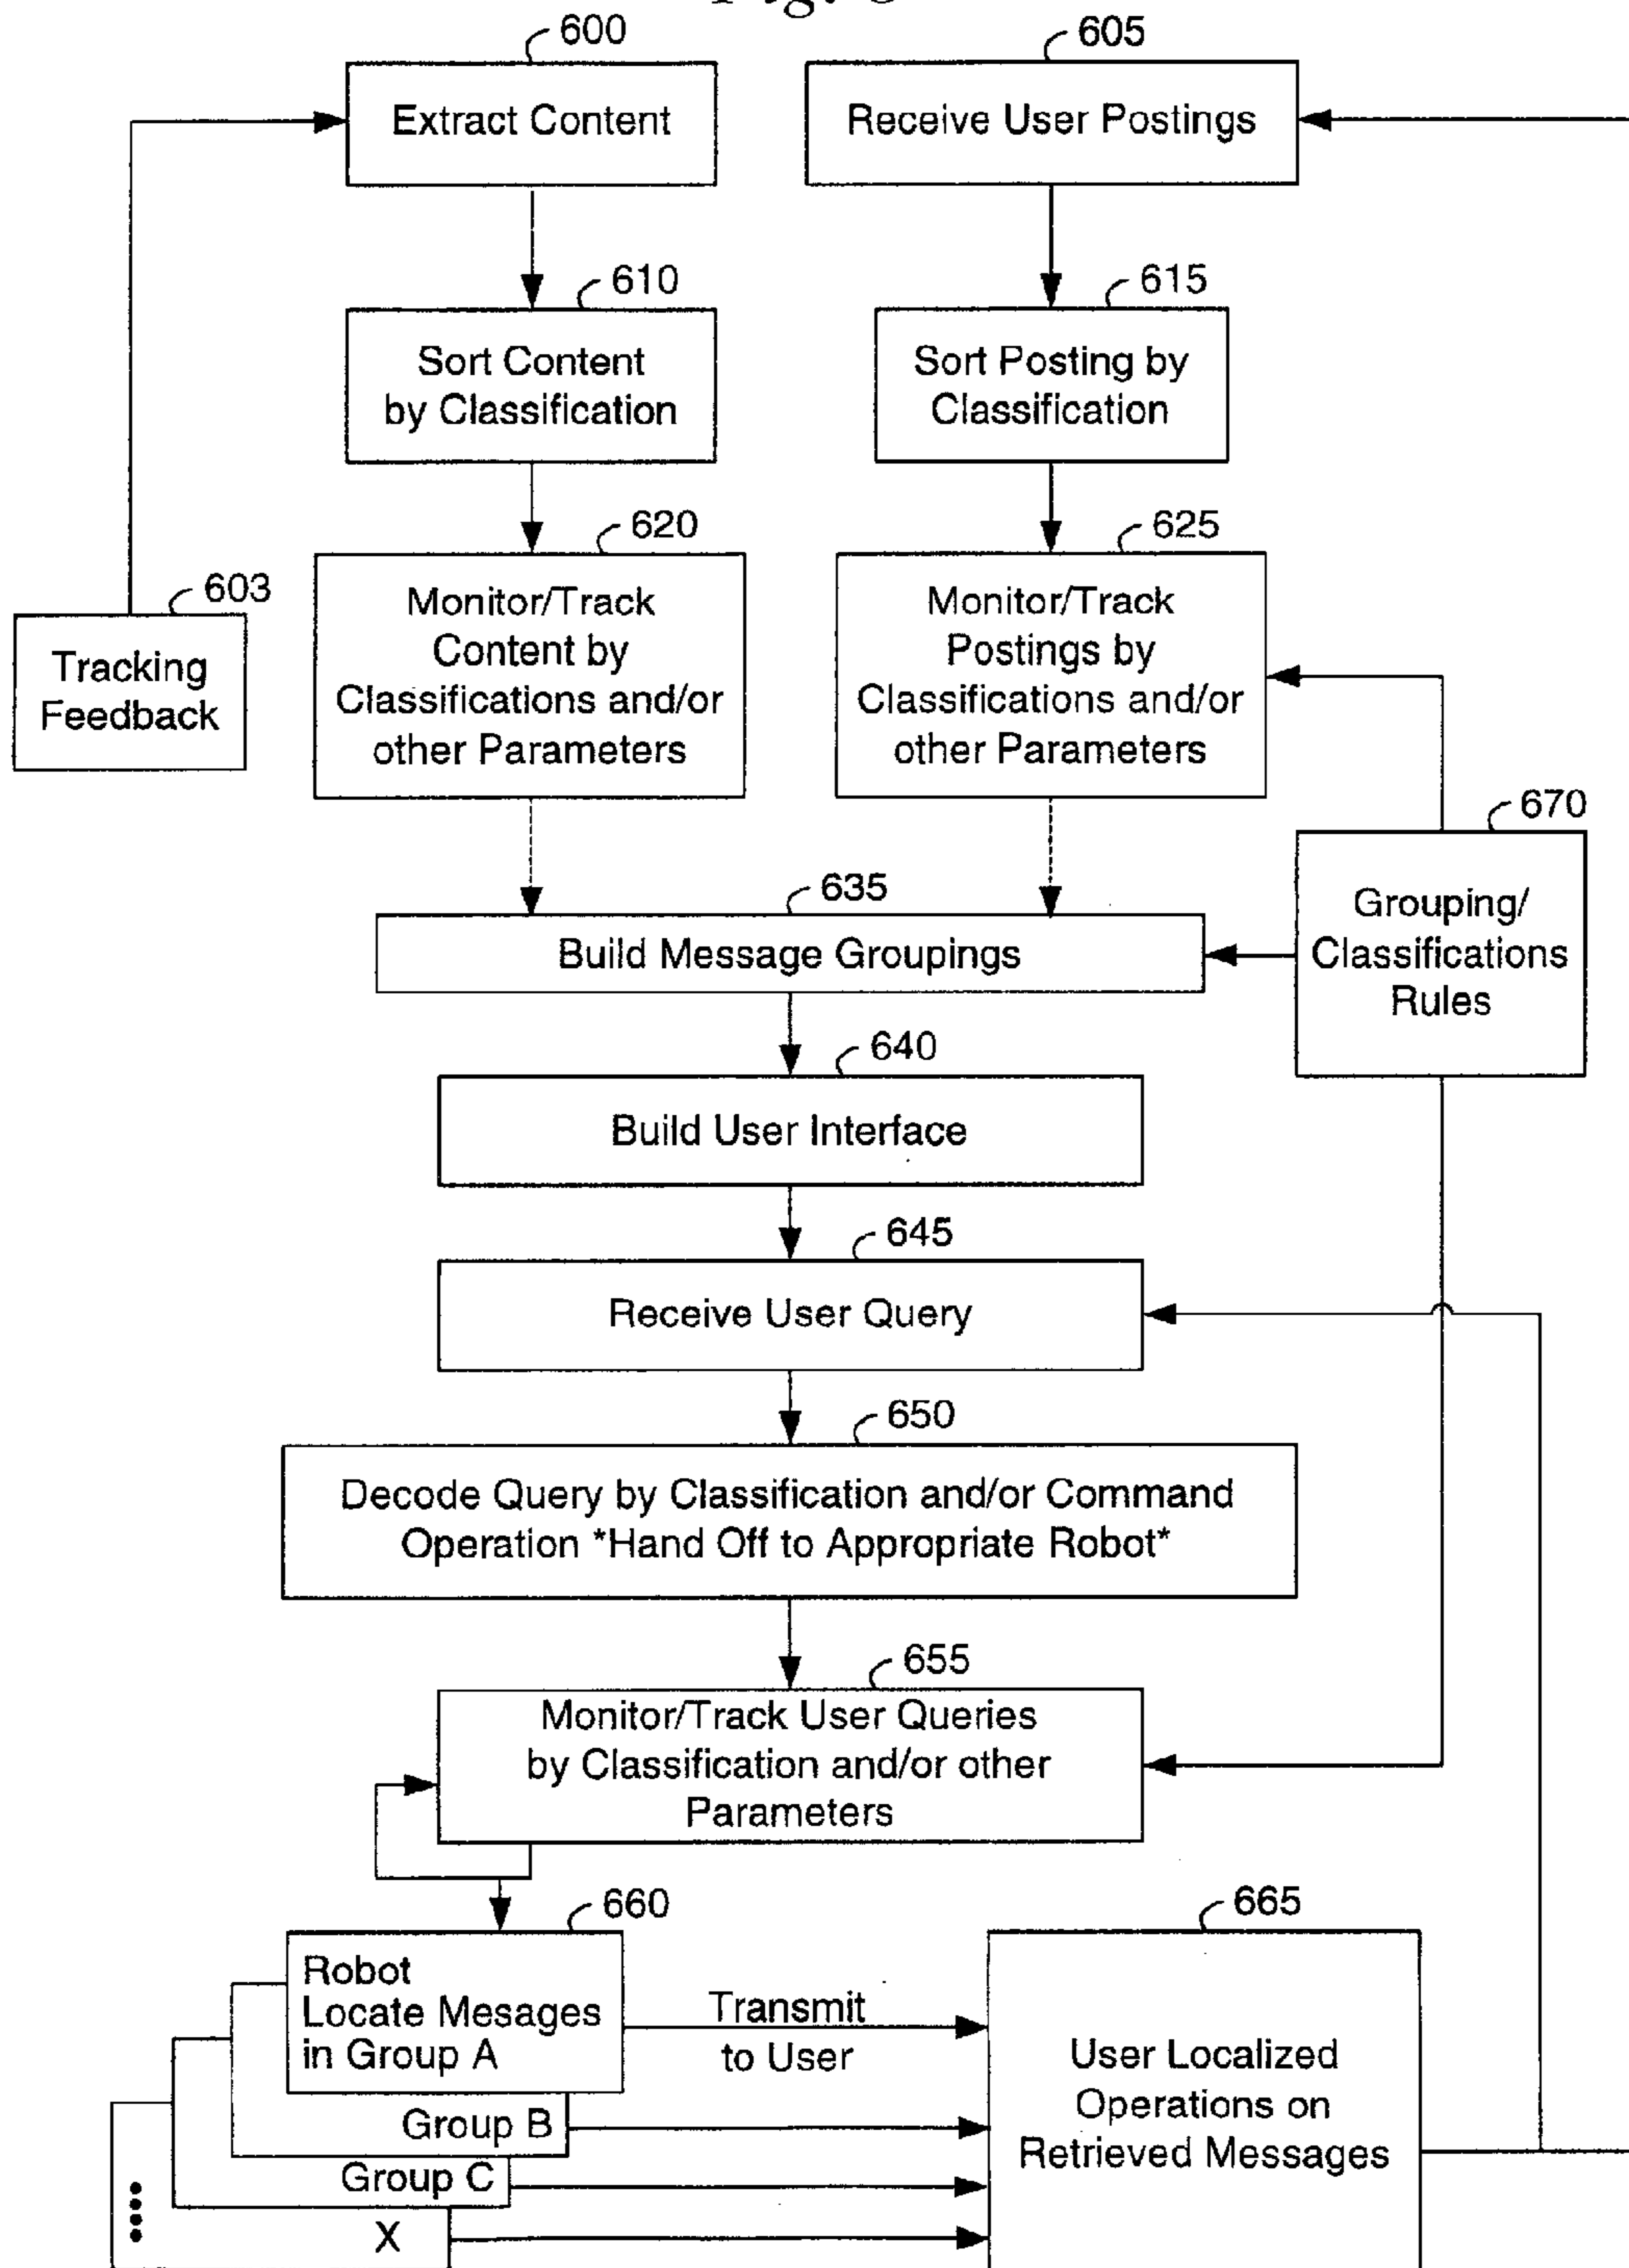 600
605
Extract Content
Receive User Postings
610
615
Sort Content
by Classification
Sort Posting by
Classification
620
625
603
Monitor/Track
Content by
Classifications and/or
other Parameters
Monitor/Track
Postings by
Classifications and/or
other Parameters
Tracking
Feedback
670
635
Grouping/
Classifications
Rules
Build Message Groupings
640
Build User Interface
645
Receive User Query
650
Decode Query by Classification and/or Command
Operation *Hand Off to Appropriate Robot*
655
Monitor/Track User Queries
by Classification and/or other
Parameters
660
665
Robot
Locate Mesages
in Group A
Transmit
to User
User Localized
Operations on
Retrieved Messages
Group B
Group C
X